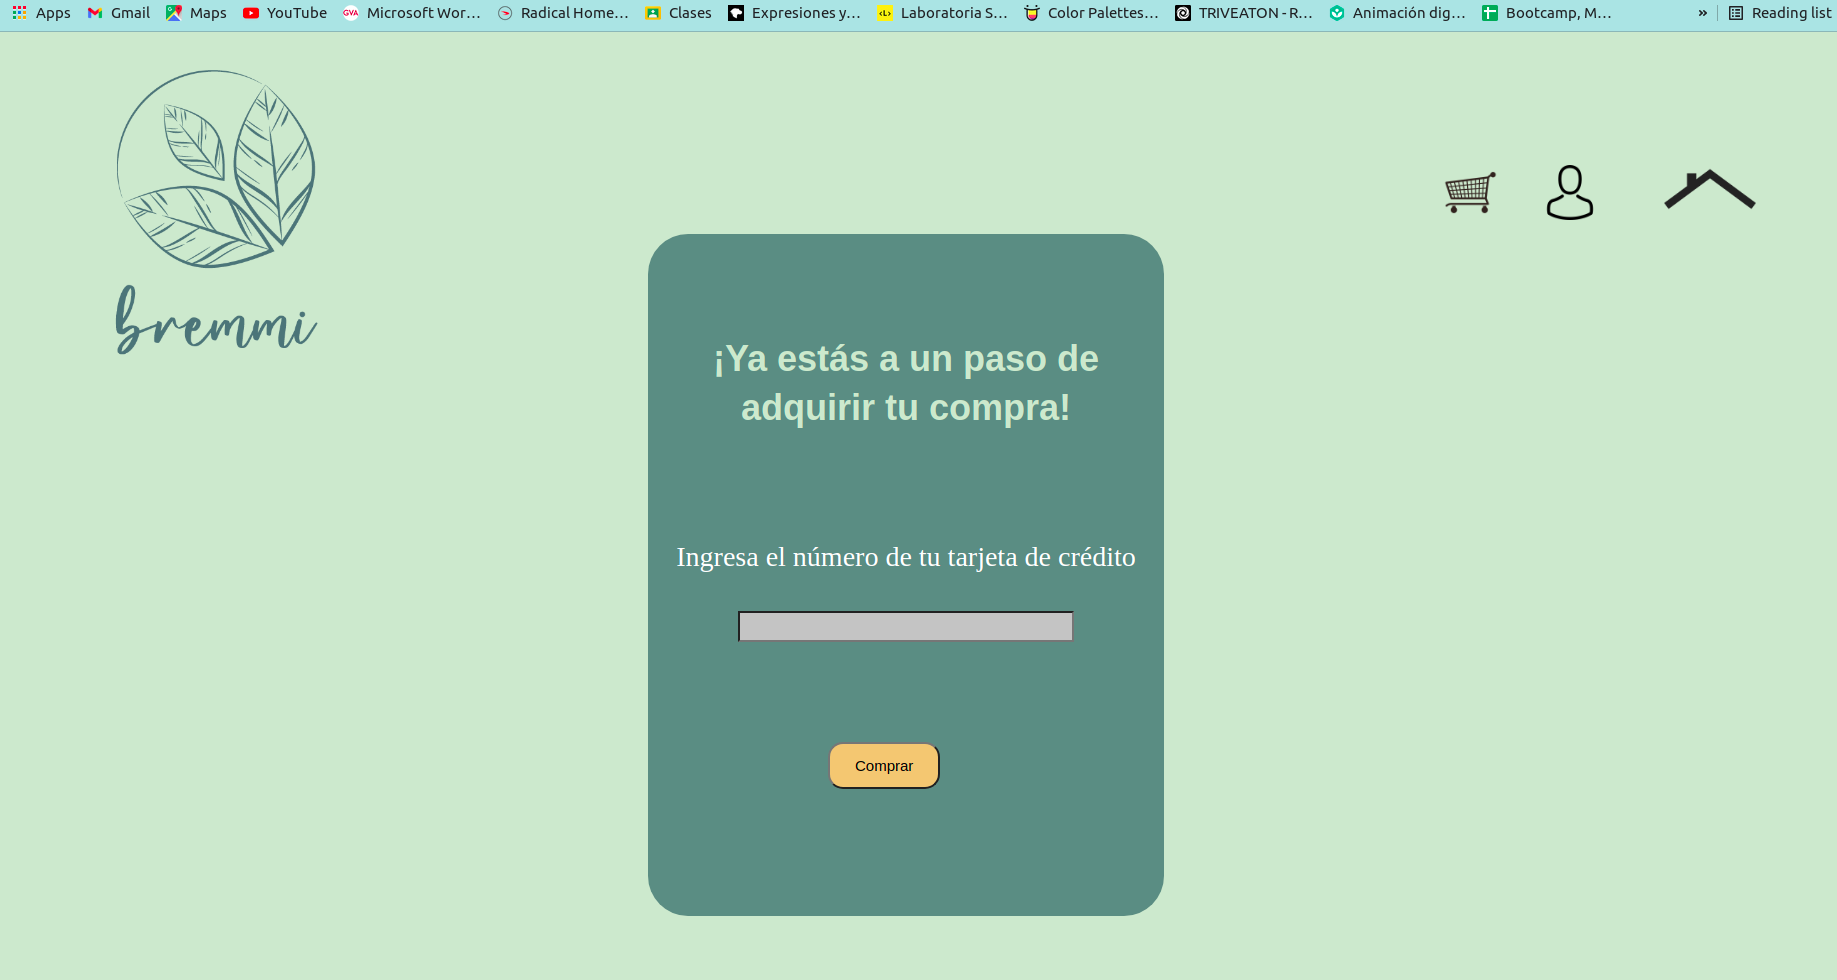 Apps Gmail Maps YouTube Microsoft Wor... Radical Home... Clases Expresiones y... Laboratoria S... Color Palettes... TRIVEATON - R... Animación dig... Bootcamp, M... » Reading list
bremmi
¡Ya estás a un paso de
adquirir tu compra!
Ingresa el número de tu tarjeta de crédito
Comprar